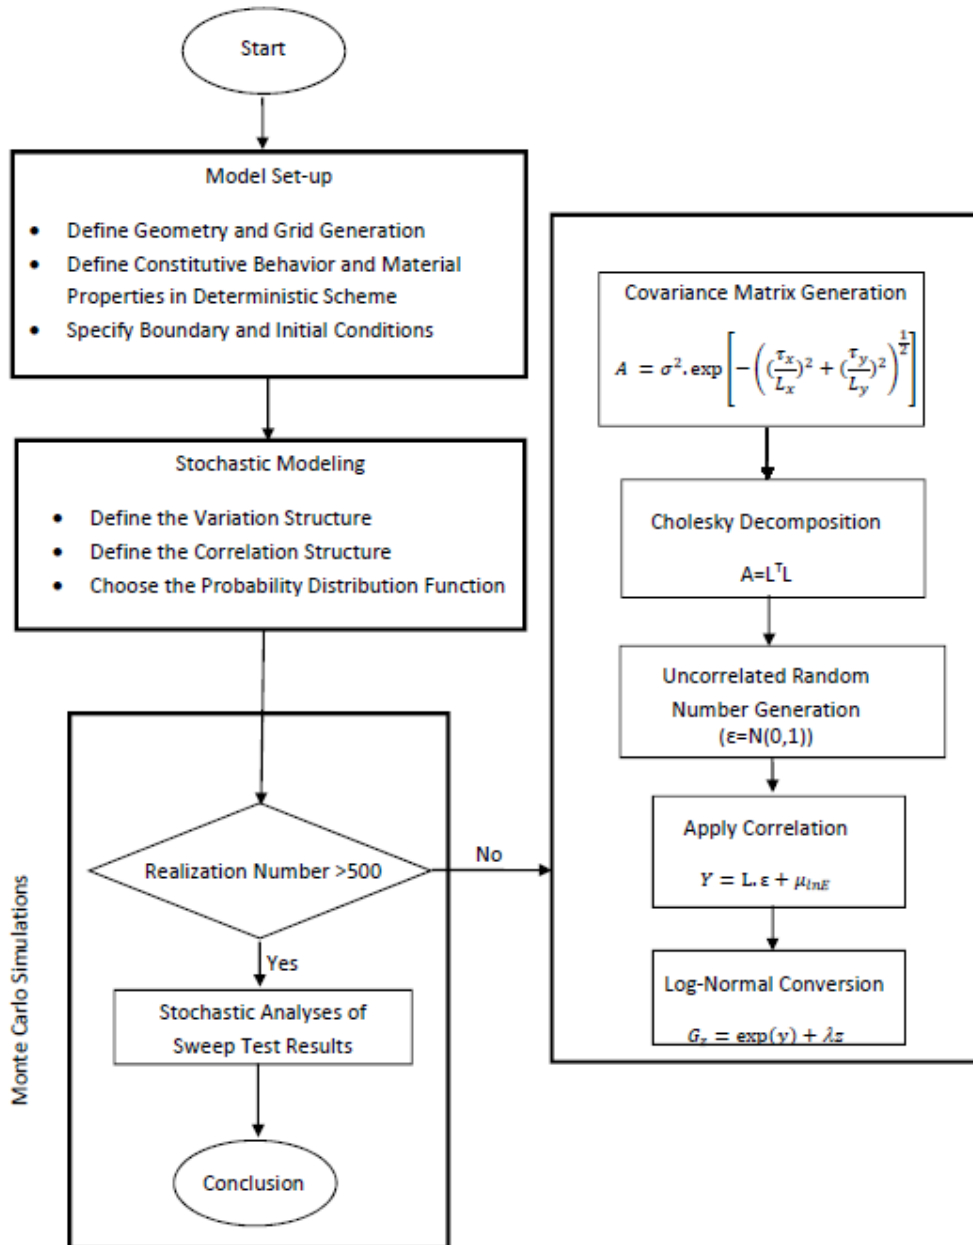 Start
Model Set-up
• Define Geometry and Grid Generation
• Define Constitutive Behavior and Material
Properties in Deterministic Scheme
• Specify Boundary and Initial Conditions
Stochastic Modeling
• Define the Variation Structure
• Define the Correlation Structure
• Choose the Probability Distribution Function
Monte Carlo Simulations
Realization Number >500
No
Yes
Stochastic Analyses of
Sweep Test Results
Conclusion
Covariance Matrix Generation
A = σ².exp[−((τₓ/Lₓ)² + (τ_y/L_y)²)^(1/2)]
Cholesky Decomposition
A=LᵀL
Uncorrelated Random
Number Generation
(ε=N(0,1))
Apply Correlation
Y = L.ε + μ_lnE
Log-Normal Conversion
G_z = exp(y) + λz